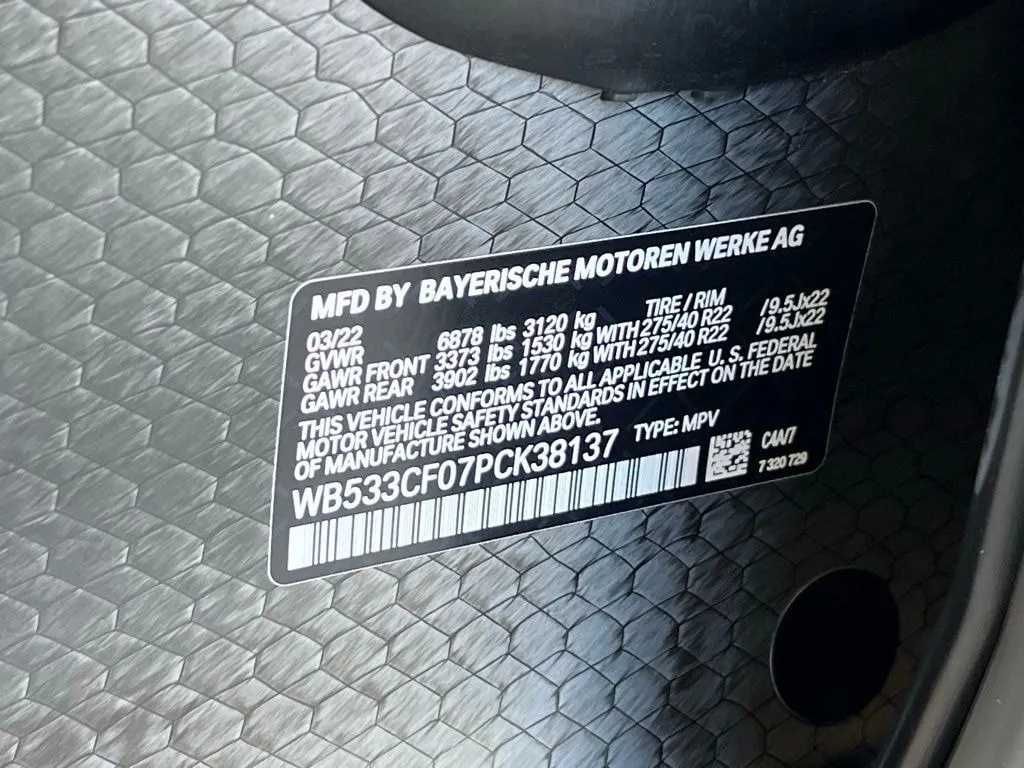 MFD BY BAYERISCHE MOTOREN WERKE AG
03/22 TIRE / RIM
GVWR 6878 lbs 3120 kg
GAWR FRONT 3373 lbs 1530 kg WITH 275/40 R22 /9.5Jx22
GAWR REAR 3902 lbs 1770 kg WITH 275/40 R22 /9.5Jx22
THIS VEHICLE CONFORMS TO ALL APPLICABLE U. S. FEDERAL
MOTOR VEHICLE SAFETY STANDARDS IN EFFECT ON THE DATE
OF MANUFACTURE SHOWN ABOVE.
WB533CF07PCK38137 TYPE: MPV C4A/7
7 320 729